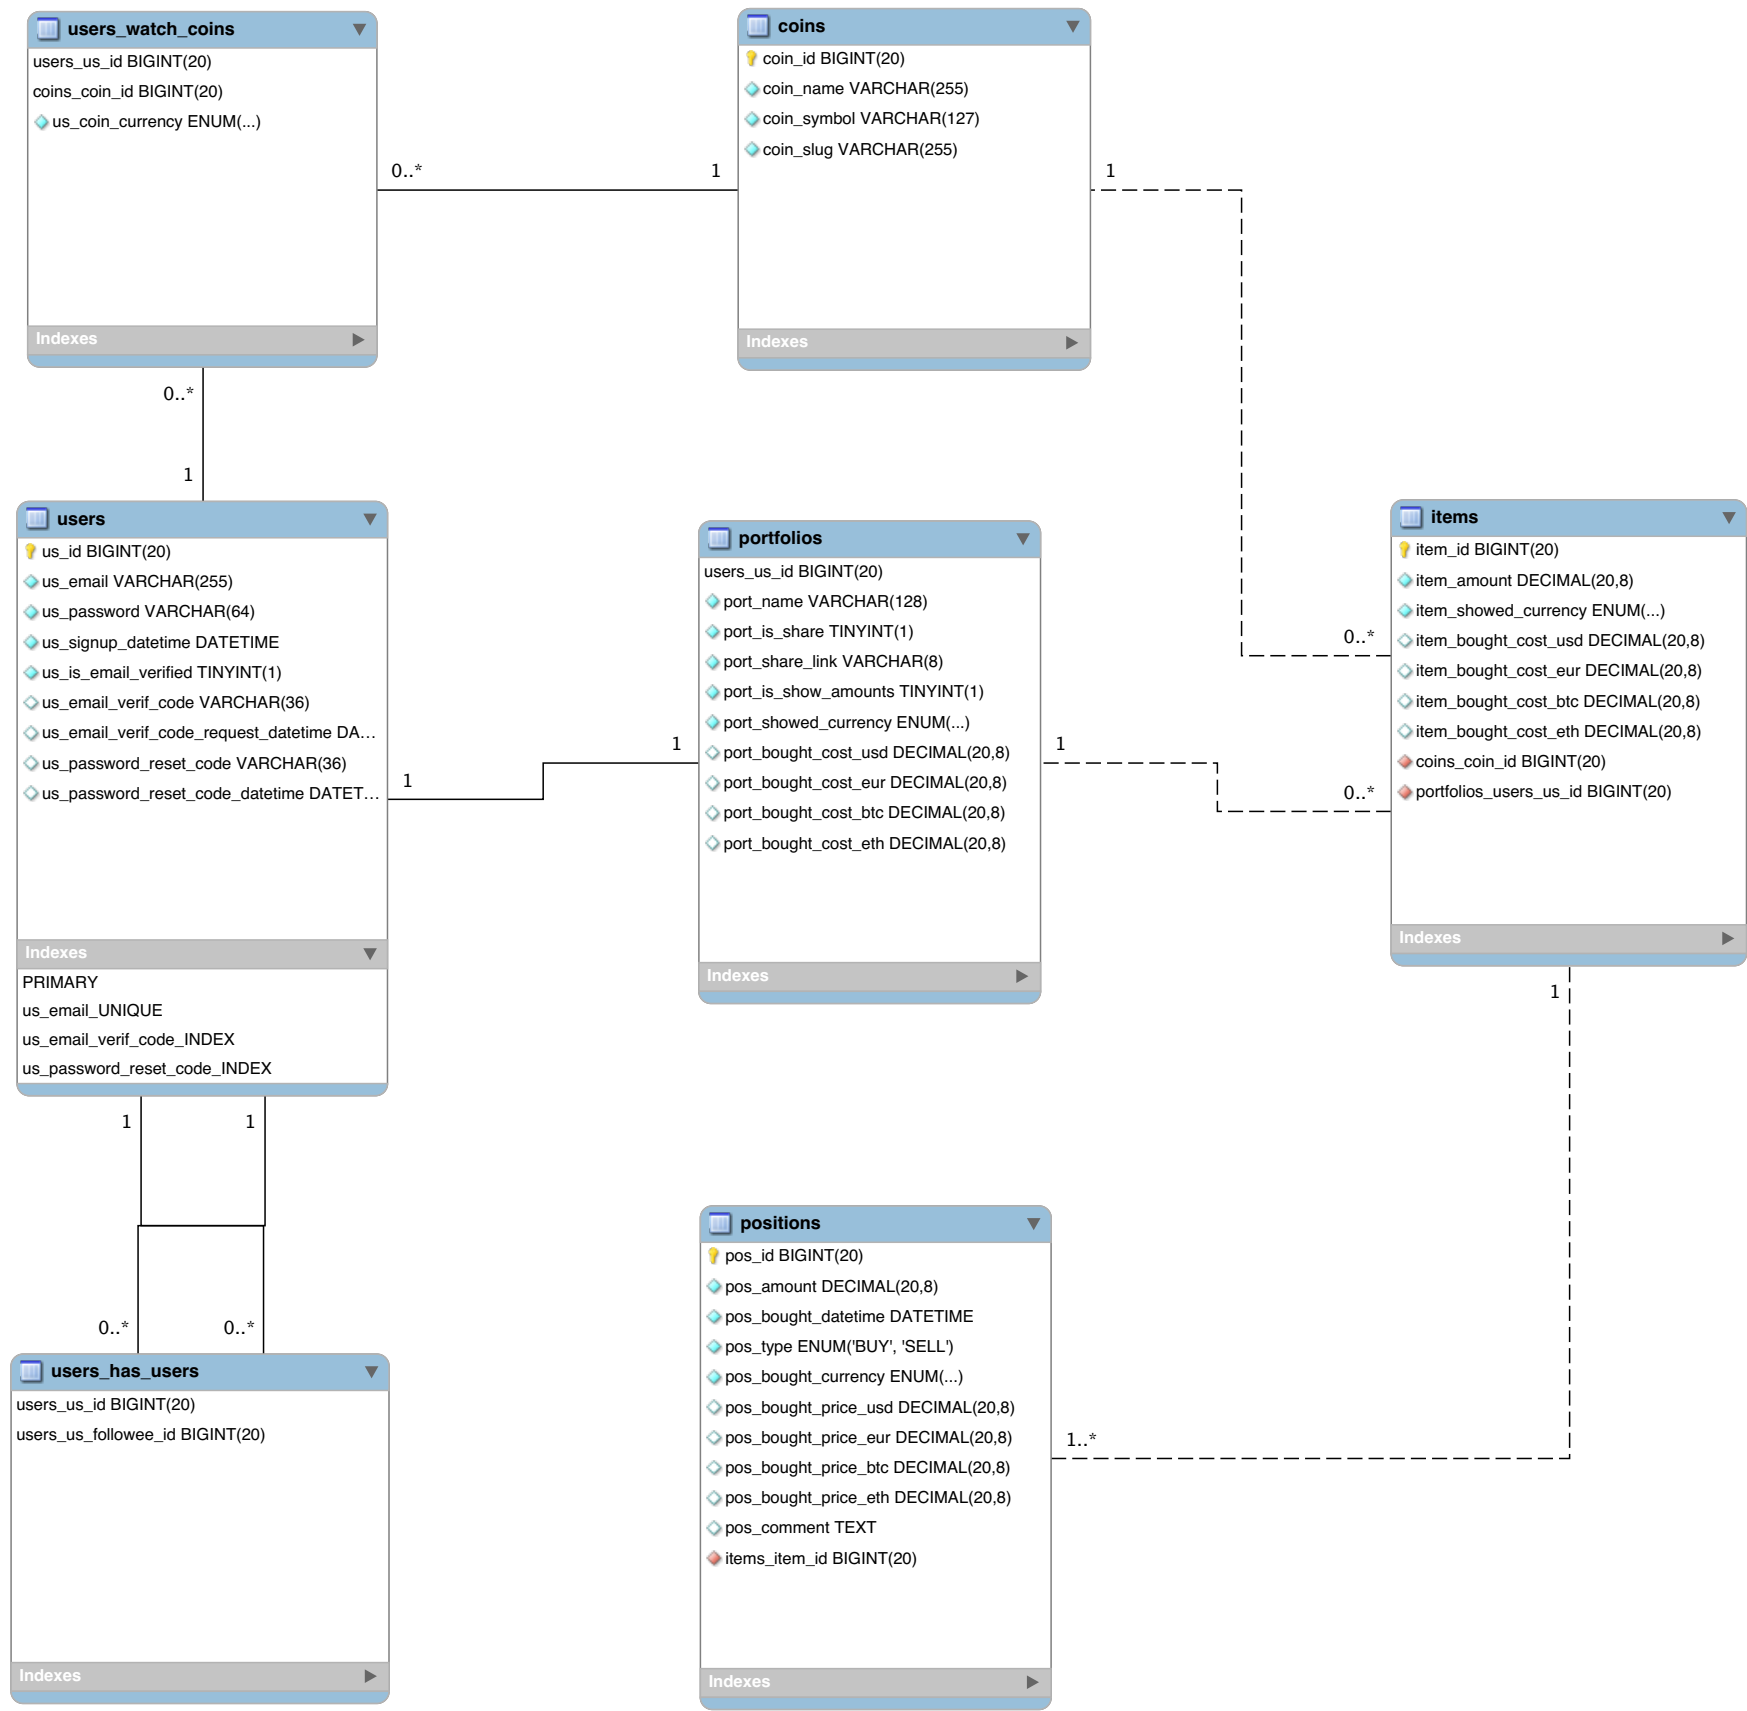 users_watch_coins
users_us_id BIGINT(20)
coins_coin_id BIGINT(20)
us_coin_currency ENUM(...)
Indexes
coins
coin_id BIGINT(20)
coin_name VARCHAR(255)
coin_symbol VARCHAR(127)
coin_slug VARCHAR(255)
Indexes
0..*
1
1
0..*
1
users
us_id BIGINT(20)
us_email VARCHAR(255)
us_password VARCHAR(64)
us_signup_datetime DATETIME
us_is_email_verified TINYINT(1)
us_email_verif_code VARCHAR(36)
us_email_verif_code_request_datetime DA...
us_password_reset_code VARCHAR(36)
us_password_reset_code_datetime DATET...
Indexes
PRIMARY
us_email_UNIQUE
us_email_verif_code_INDEX
us_password_reset_code_INDEX
1
1
portfolios
users_us_id BIGINT(20)
port_name VARCHAR(128)
port_is_share TINYINT(1)
port_share_link VARCHAR(8)
port_is_show_amounts TINYINT(1)
port_showed_currency ENUM(...)
port_bought_cost_usd DECIMAL(20,8)
port_bought_cost_eur DECIMAL(20,8)
port_bought_cost_btc DECIMAL(20,8)
port_bought_cost_eth DECIMAL(20,8)
Indexes
1
0..*
0..*
items
item_id BIGINT(20)
item_amount DECIMAL(20,8)
item_showed_currency ENUM(...)
item_bought_cost_usd DECIMAL(20,8)
item_bought_cost_eur DECIMAL(20,8)
item_bought_cost_btc DECIMAL(20,8)
item_bought_cost_eth DECIMAL(20,8)
coins_coin_id BIGINT(20)
portfolios_users_us_id BIGINT(20)
Indexes
1
1
1
0..*
0..*
users_has_users
users_us_id BIGINT(20)
users_us_followee_id BIGINT(20)
Indexes
positions
pos_id BIGINT(20)
pos_amount DECIMAL(20,8)
pos_bought_datetime DATETIME
pos_type ENUM('BUY', 'SELL')
pos_bought_currency ENUM(...)
pos_bought_price_usd DECIMAL(20,8)
pos_bought_price_eur DECIMAL(20,8)
pos_bought_price_btc DECIMAL(20,8)
pos_bought_price_eth DECIMAL(20,8)
pos_comment TEXT
items_item_id BIGINT(20)
Indexes
1..*